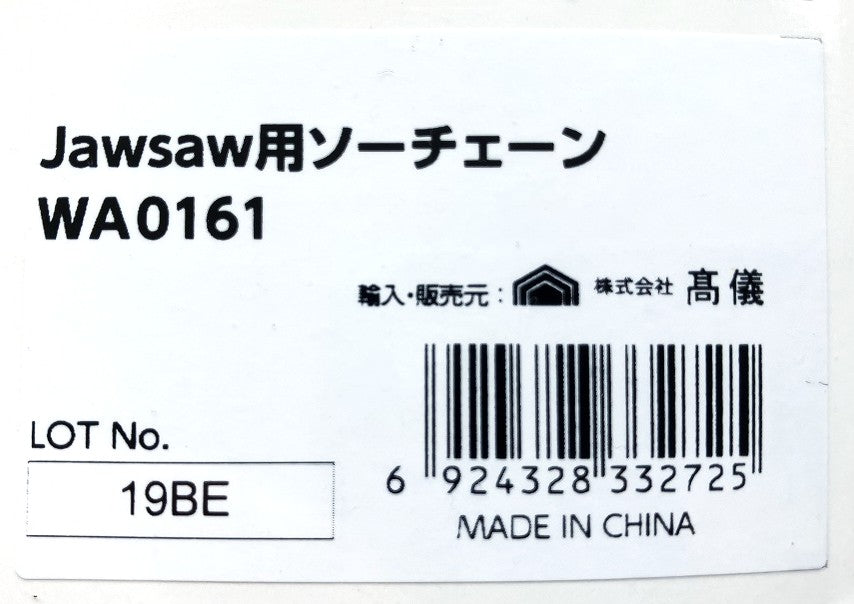 Jawsaw用ソーチェーン
WA0161
輸入・販売元： 株式会社 髙儀
LOT No.
19BE
6 924328 332725
MADE IN CHINA